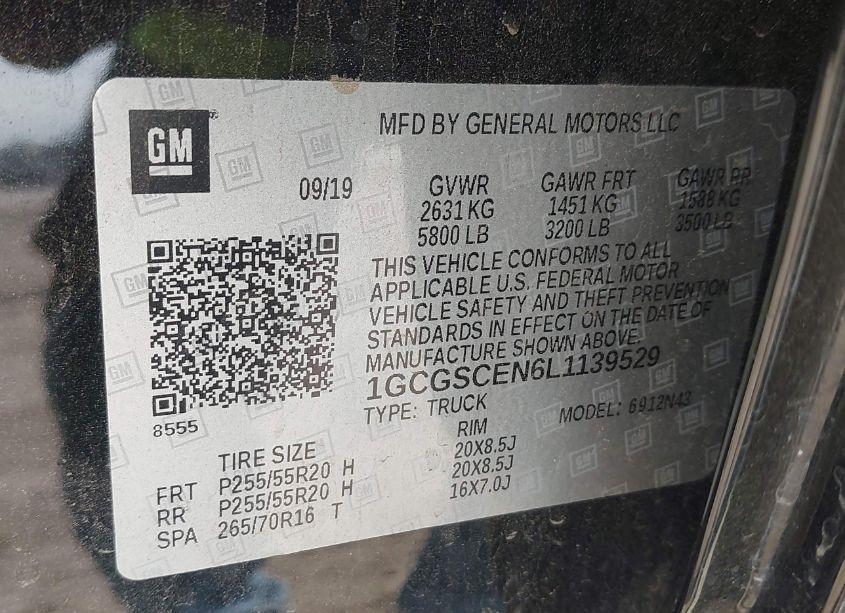 GM
MFD BY GENERAL MOTORS LLC
09/19
GVWR GAWR FRT GAWR RR
2631 KG 1451 KG 1588 KG
5800 LB 3200 LB 3500 LB
THIS VEHICLE CONFORMS TO ALL
APPLICABLE U.S. FEDERAL MOTOR
VEHICLE SAFETY AND THEFT PREVENTION
STANDARDS IN EFFECT ON THE DATE OF
MANUFACTURE SHOWN ABOVE.
1GCGSCEN6L1139529
TYPE: TRUCK MODEL: 6912N43
8555
TIRE SIZE RIM
FRT P255/55R20 H 20X8.5J
RR P255/55R20 H 20X8.5J
SPA 265/70R16 T 16X7.0J